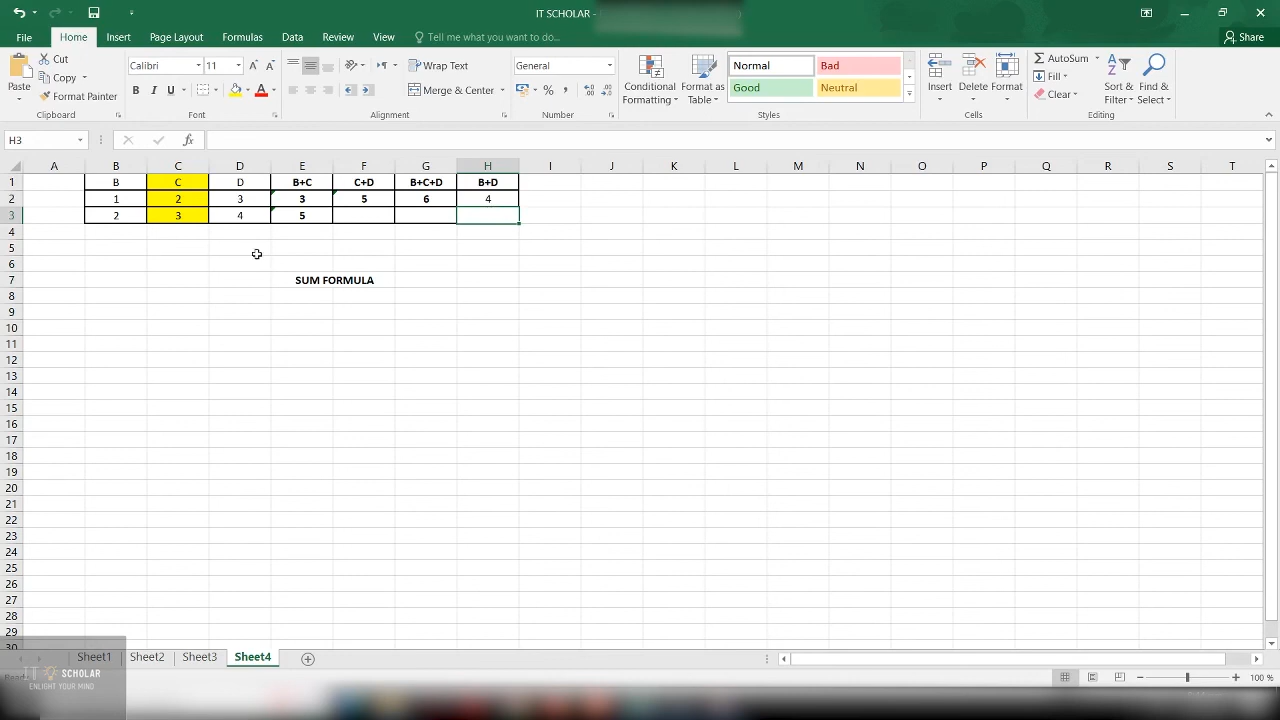 IT SCHOLAR -
File Home Insert Page Layout Formulas Data Review View Tell me what you want to do... Share
Paste Cut Calibri 11 Wrap Text General Conditional Formatting Format as Table Normal Bad Insert Delete Format AutoSum Sort & Filter Find & Select
Copy Fill
Format Painter B I U Merge & Center % Good Neutral Clear
Clipboard Font Alignment Number Styles Cells Editing
H3 fx
A B C D E F G H I J K L M N O P Q R S T
1 B C D B+C C+D B+C+D B+D
2 1 2 3 3 5 6 4
3 2 3 4 5
4
5
6
7 SUM FORMULA
8
9
10
11
12
13
14
15
16
17
18
19
20
21
22
23
24
25
26
27
28
29
30
Sheet1 Sheet2 Sheet3 Sheet4
IT SCHOLAR
ENLIGHT YOUR MIND
100 %